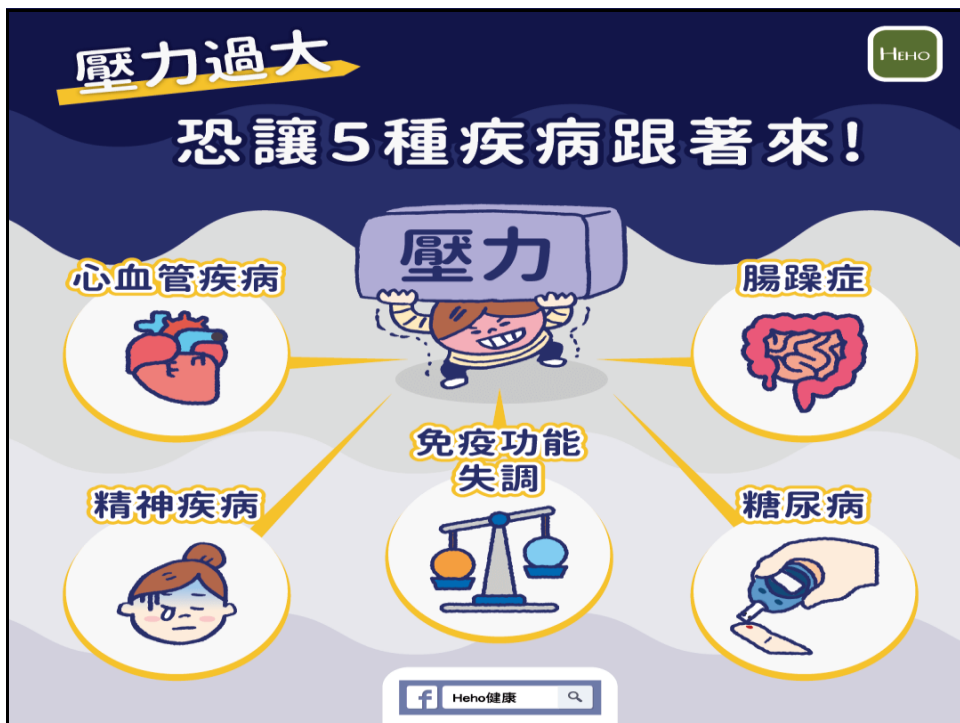 壓力過大
HEHO
恐讓5種疾病跟著來!
壓力
心血管疾病
腸躁症
免疫功能
失調
精神疾病
糖尿病
f
Heho健康